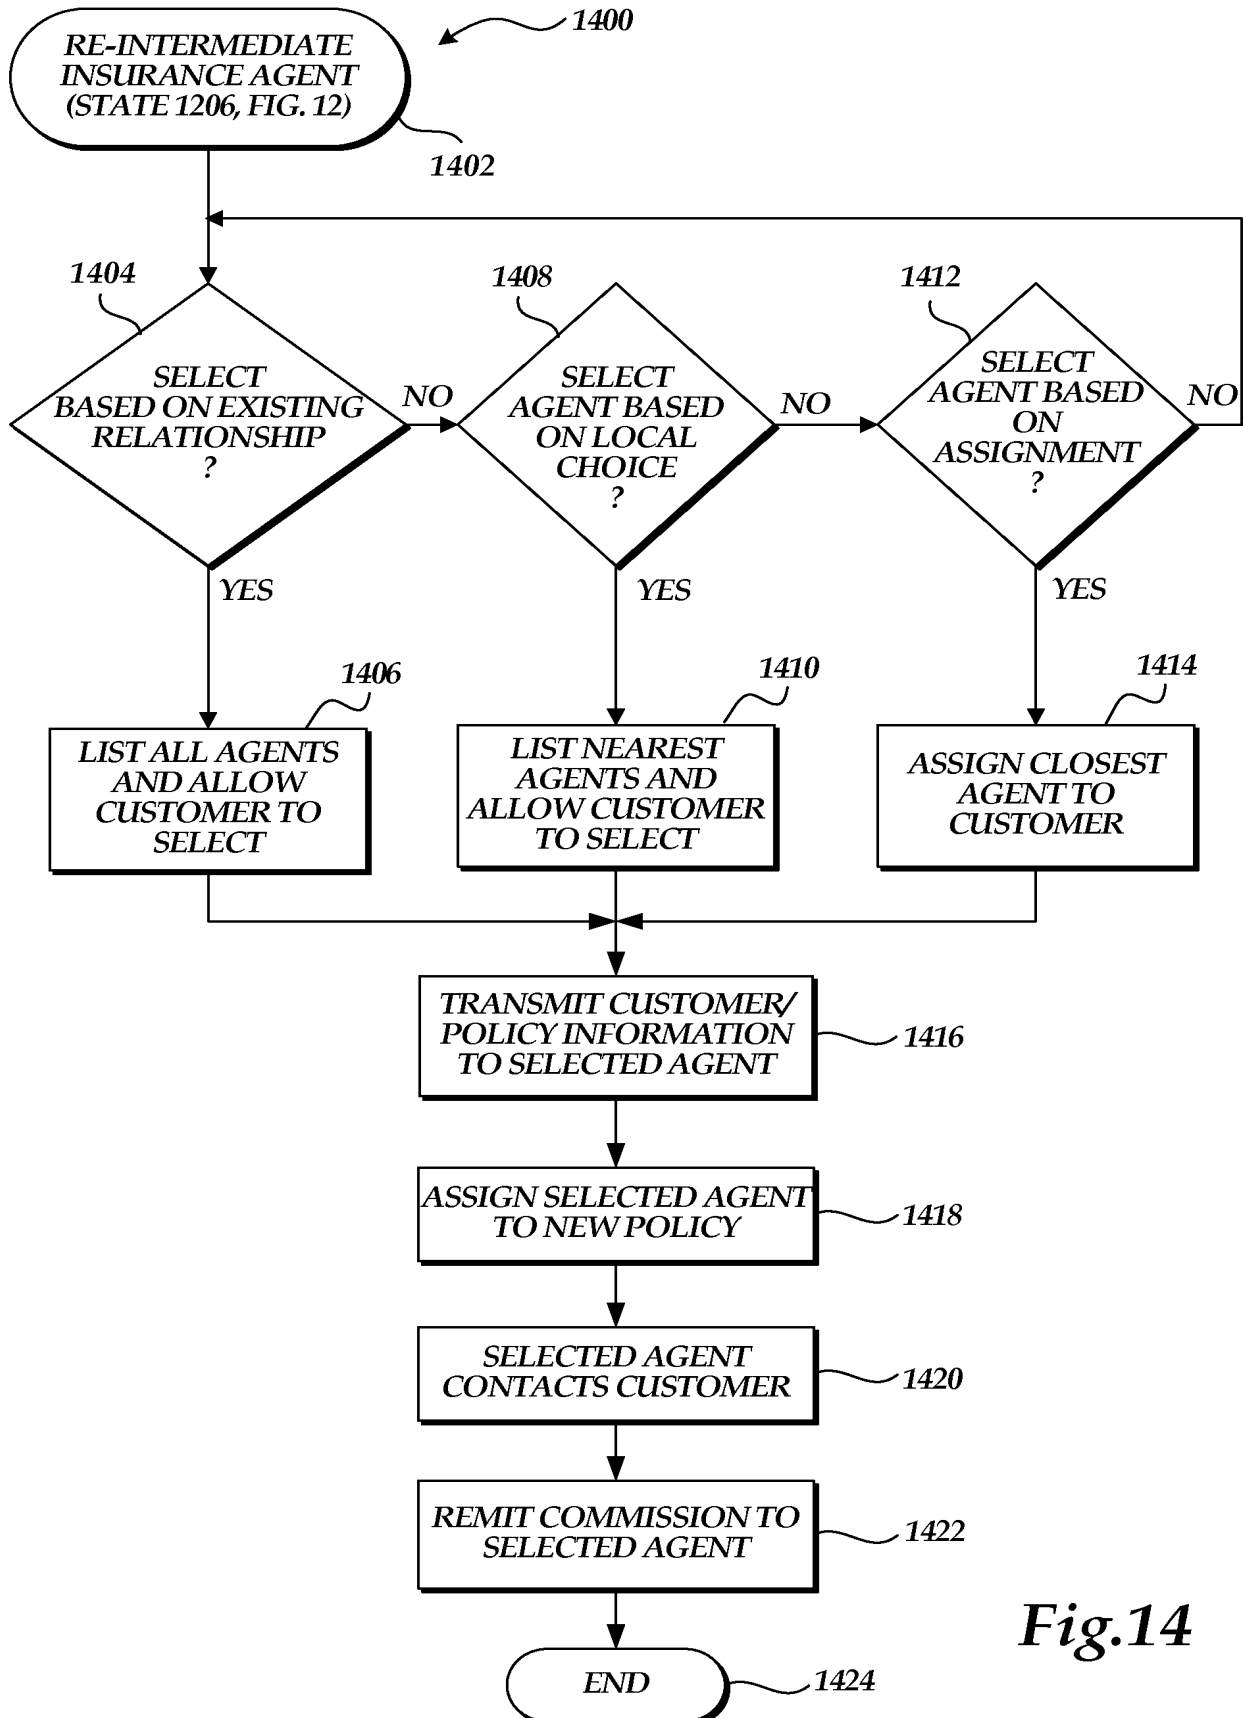 1400
RE-INTERMEDIATE
INSURANCE AGENT
(STATE 1206, FIG. 12)
1402
1404
1408
1412
SELECT
BASED ON EXISTING
RELATIONSHIP
?
NO
SELECT
AGENT BASED
ON LOCAL
CHOICE
?
NO
SELECT
AGENT BASED
ON
ASSIGNMENT
?
NO
YES
YES
YES
1406
1410
1414
LIST ALL AGENTS
AND ALLOW
CUSTOMER TO
SELECT
LIST NEAREST
AGENTS AND
ALLOW CUSTOMER
TO SELECT
ASSIGN CLOSEST
AGENT TO
CUSTOMER
TRANSMIT CUSTOMER/
POLICY INFORMATION
TO SELECTED AGENT
1416
ASSIGN SELECTED AGENT
TO NEW POLICY
1418
SELECTED AGENT
CONTACTS CUSTOMER
1420
REMIT COMMISSION TO
SELECTED AGENT
1422
END
1424
Fig.14